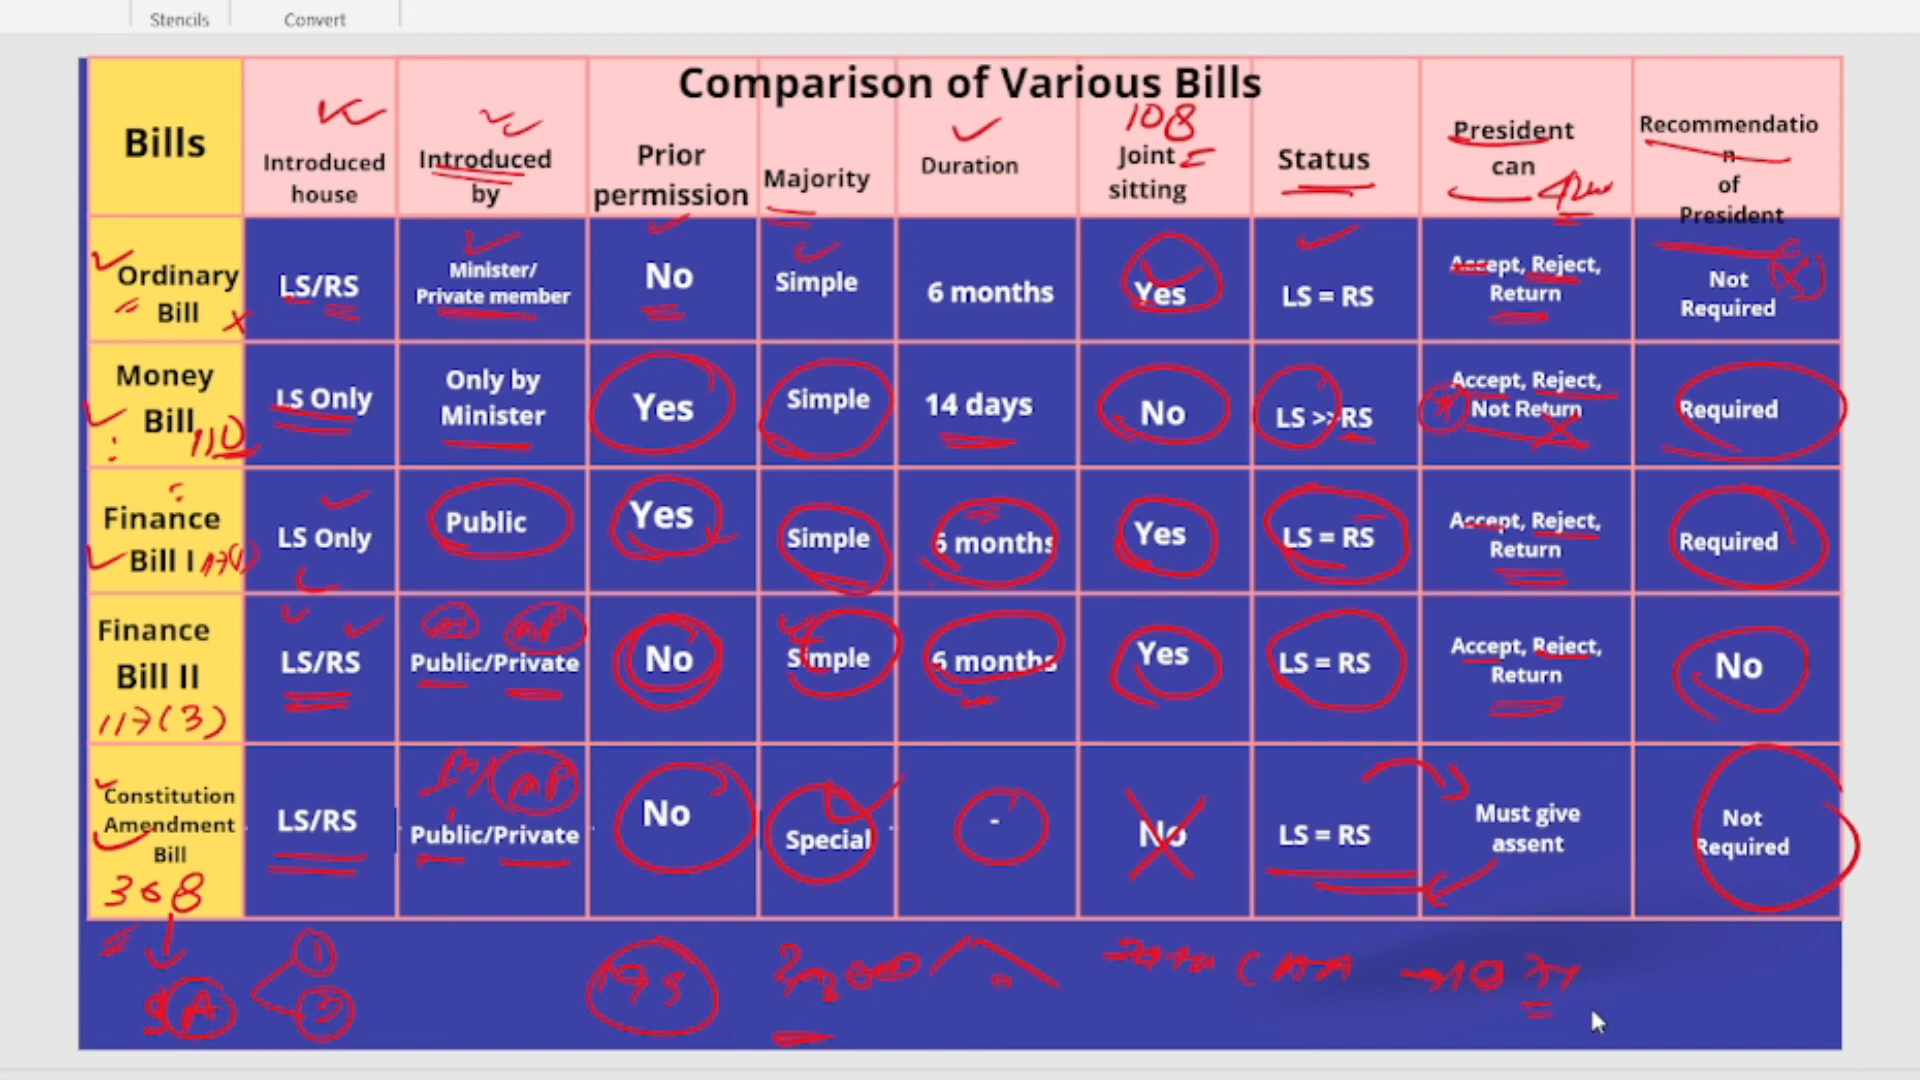 Stencils
Convert
Comparison of Various Bills
Bills
Introduced
house
Introduced
by
Prior
permission
Majority
Duration
108
Joint
sitting
Status
President
can
Recommendatio
n
of
President
Ordinary
Bill
LS/RS
Minister/
Private member
No
Simple
6 months
Yes
LS = RS
Accept, Reject,
Return
Not
Required
Money
Bill
110
LS Only
Only by
Minister
Yes
Simple
14 days
No
LS >> RS
Accept, Reject,
Not Return
Required
Finance
Bill I
LS Only
Public
Yes
Simple
6 months
Yes
LS = RS
Accept, Reject,
Return
Required
Finance
Bill II
117(3)
LS/RS
Public/Private
No
Simple
6 months
Yes
LS = RS
Accept, Reject,
Return
No
Constitution
Amendment
Bill
368
LS/RS
Public/Private
No
Special
-
No
LS = RS
Must give
assent
Not
Required